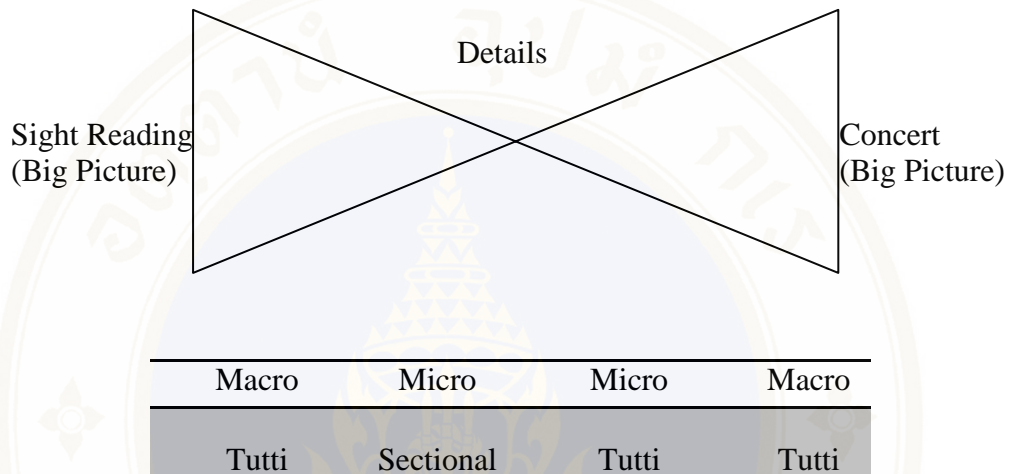 Details
Sight Reading
(Big Picture)
Concert
(Big Picture)
Macro Micro Micro Macro
Tutti Sectional Tutti Tutti